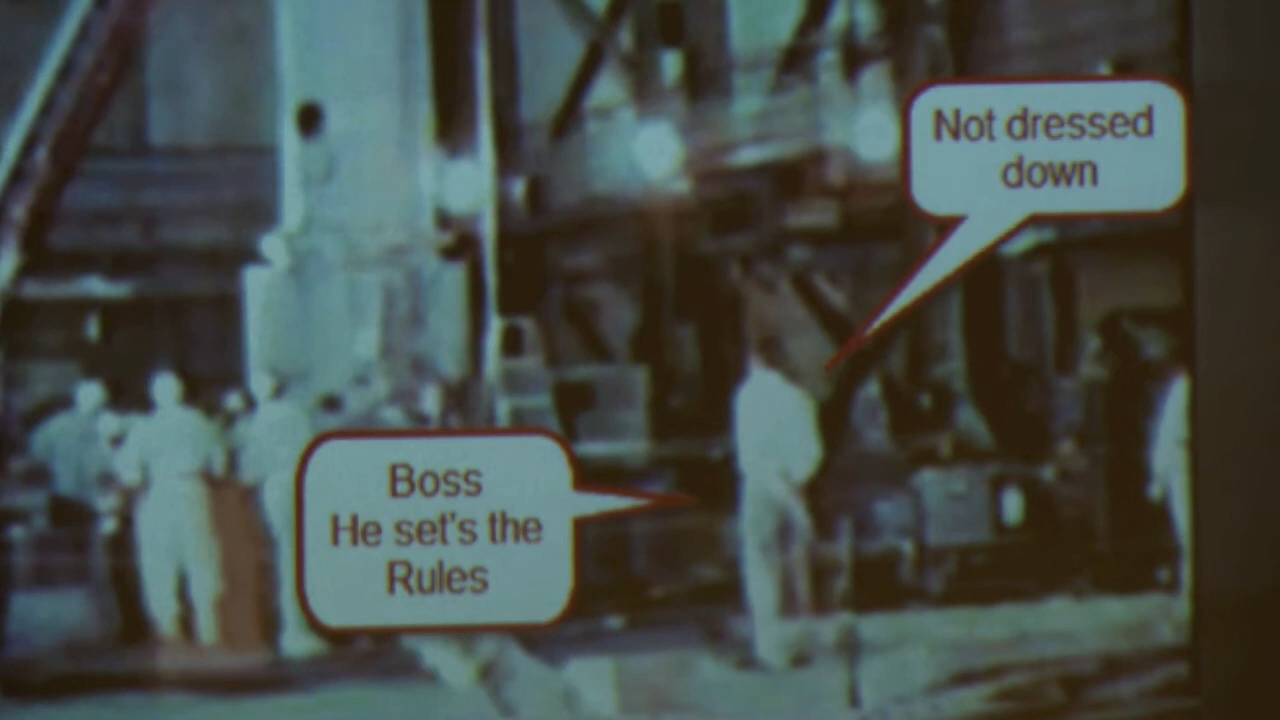 Not dressed
down
Boss
He set's the
Rules